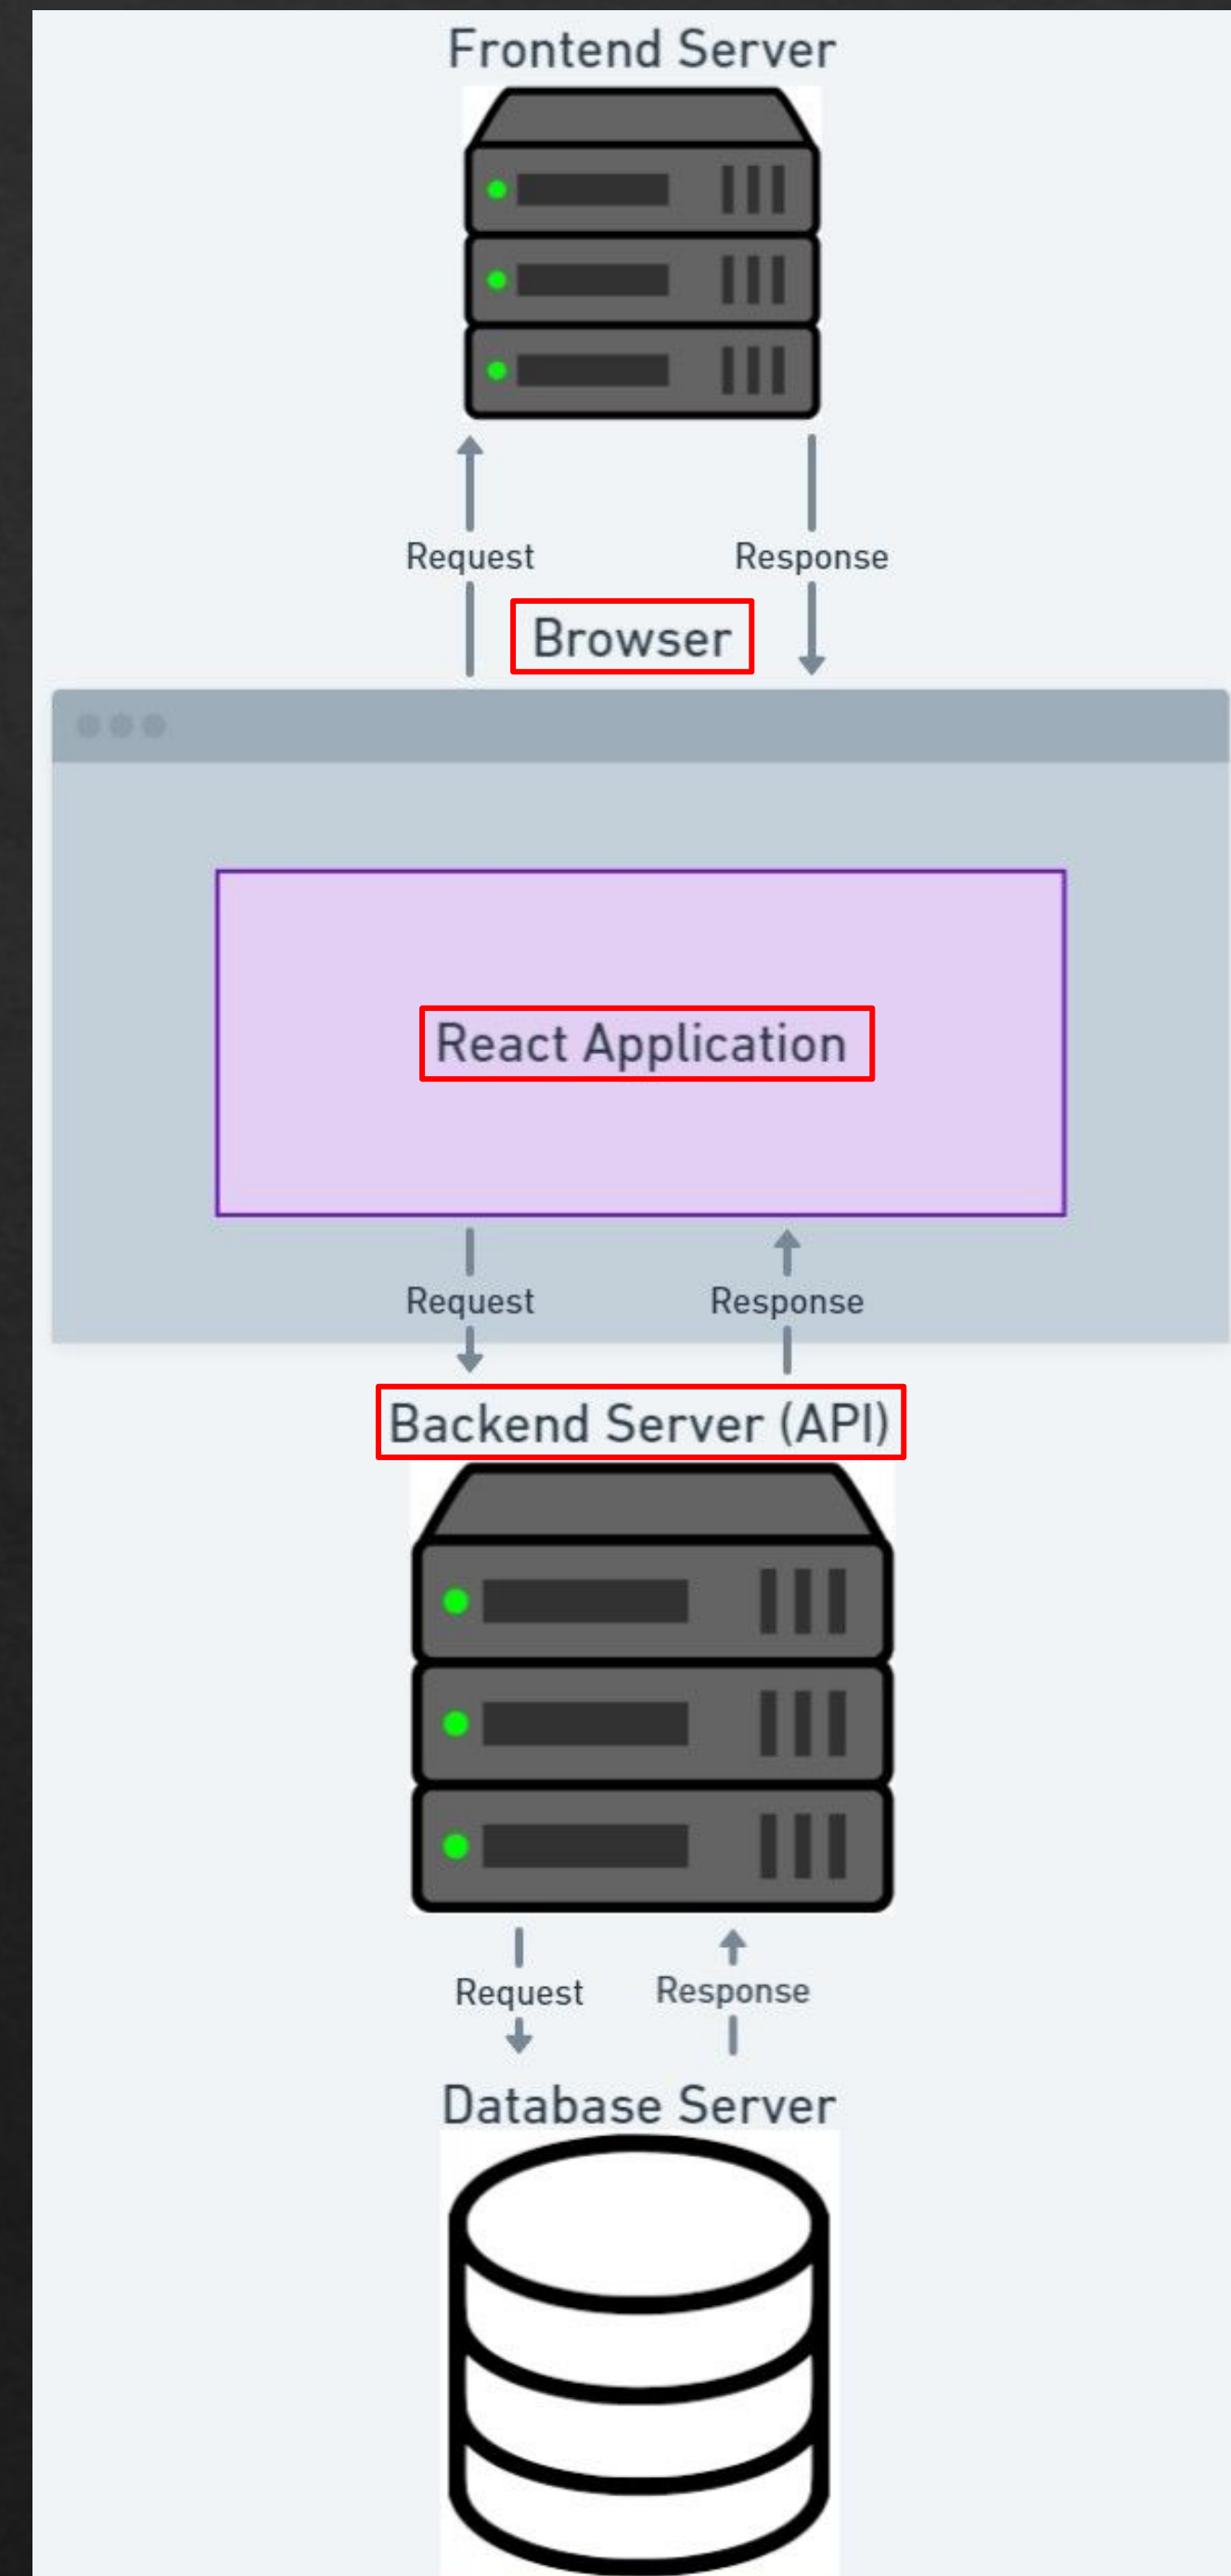 Frontend Server
Request Response
Browser
React Application
Request Response
Backend Server (API)
Request Response
Database Server